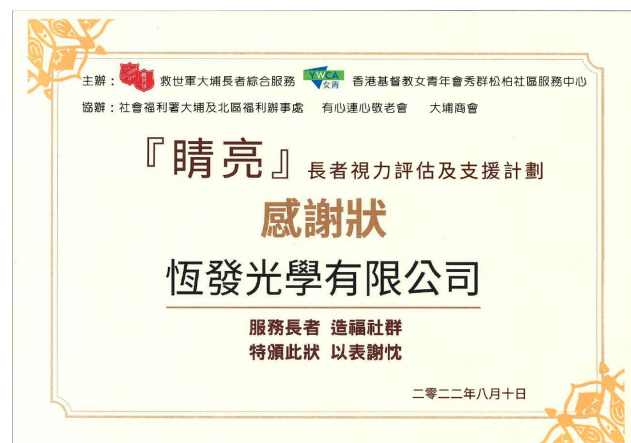 主辦：救世軍大埔長者綜合服務 YWCA 女青 香港基督教女青年會秀群松柏社區服務中心
協辦：社會福利署大埔及北區福利辦事處 有心連心敬老會 大埔商會
『睛亮』長者視力評估及支援計劃
感謝狀
恆發光學有限公司
服務長者 造福社群
特頒此狀 以表謝忱
二零二二年八月十日